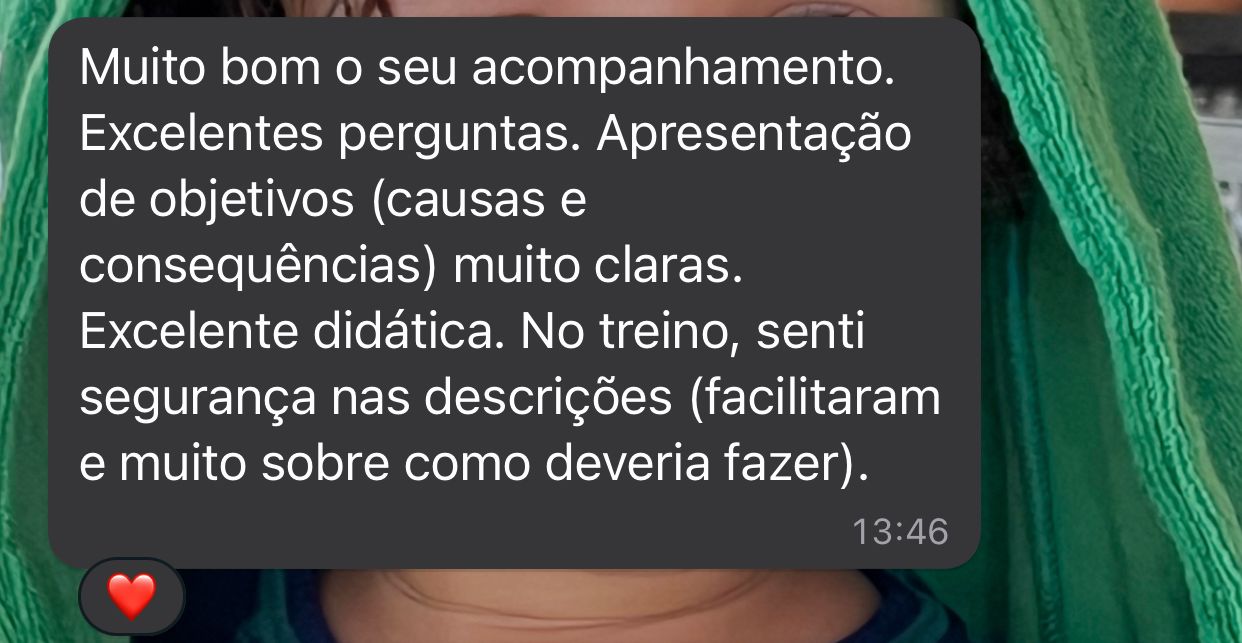 Muito bom o seu acompanhamento.
Excelentes perguntas. Apresentação
de objetivos (causas e
consequências) muito claras.
Excelente didática. No treino, senti
segurança nas descrições (facilitaram
e muito sobre como deveria fazer).
13:46